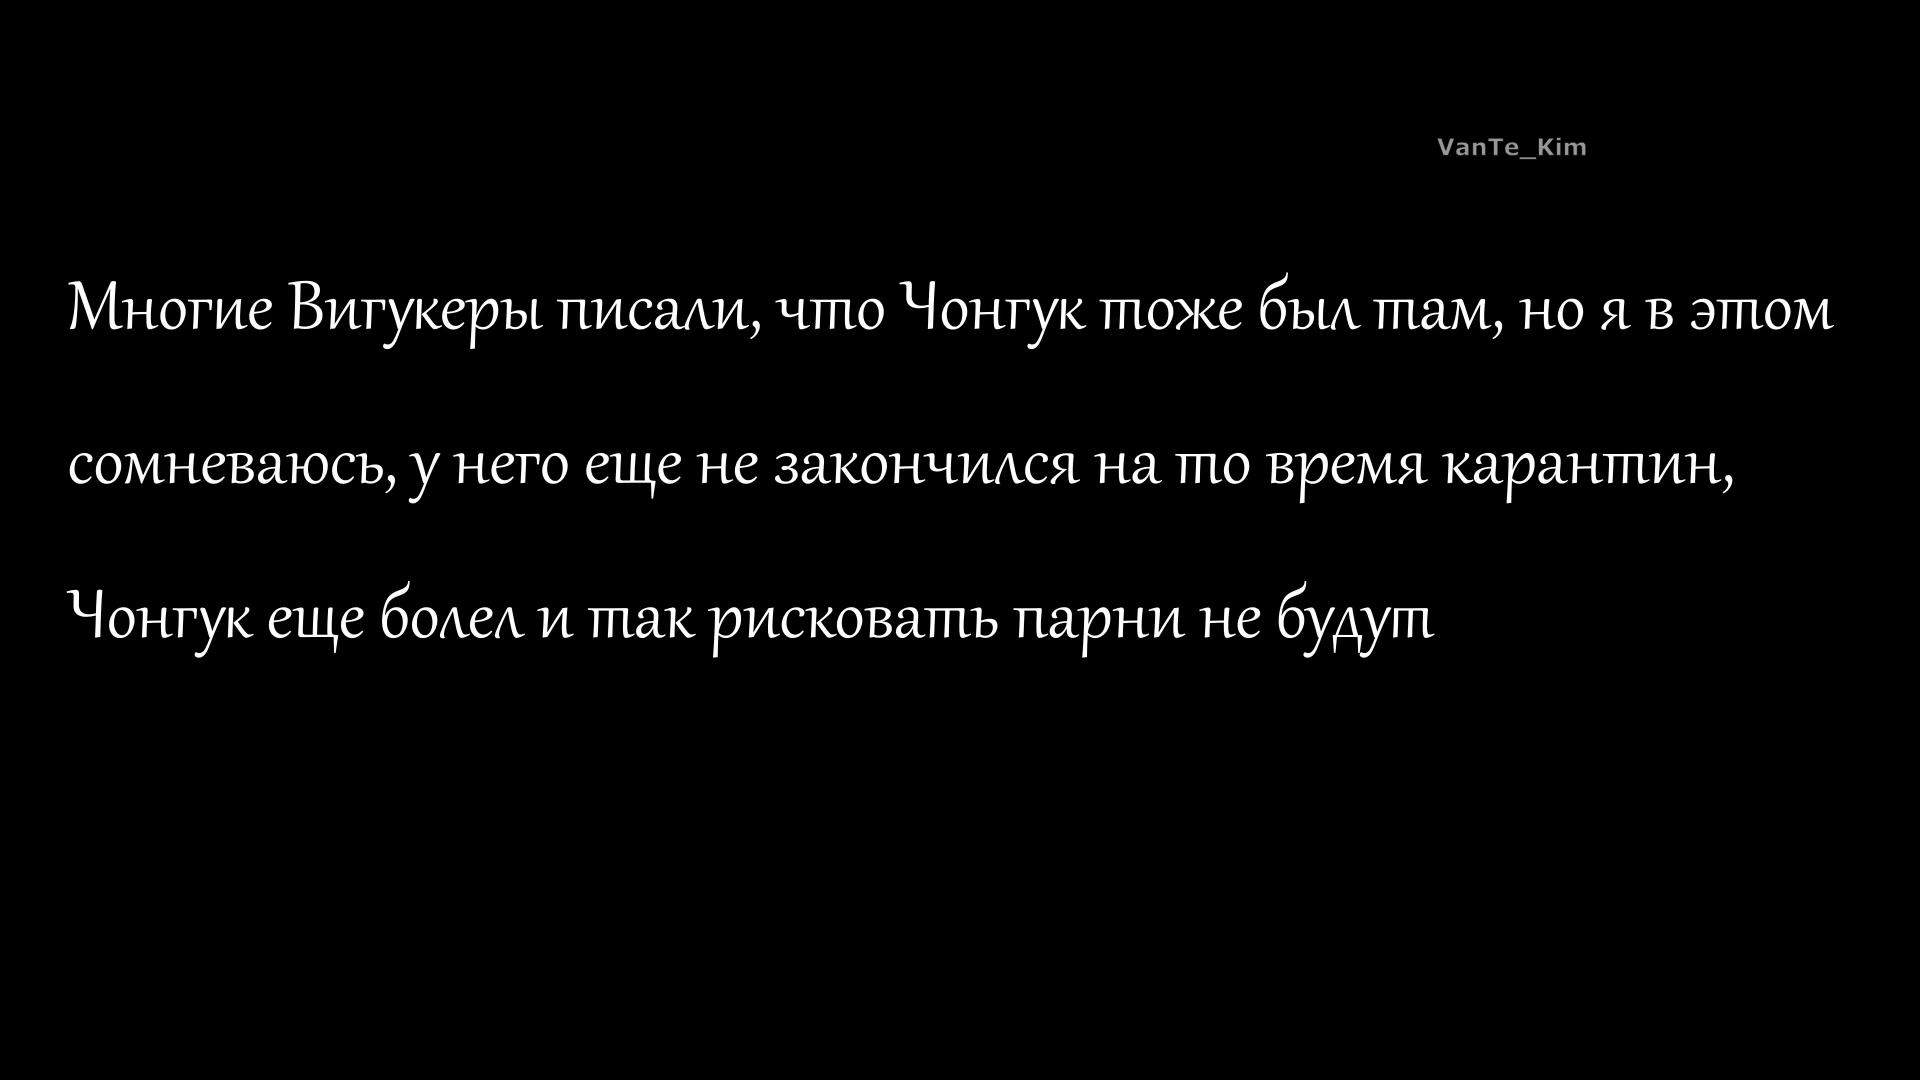 VanTe_Kim
Многие Вигукеры писали, что Чонгук тоже был там, но я в этом
сомневаюсь, у него еще не закончился на то время карантин,
Чонгук еще болел и так рисковать парни не будут